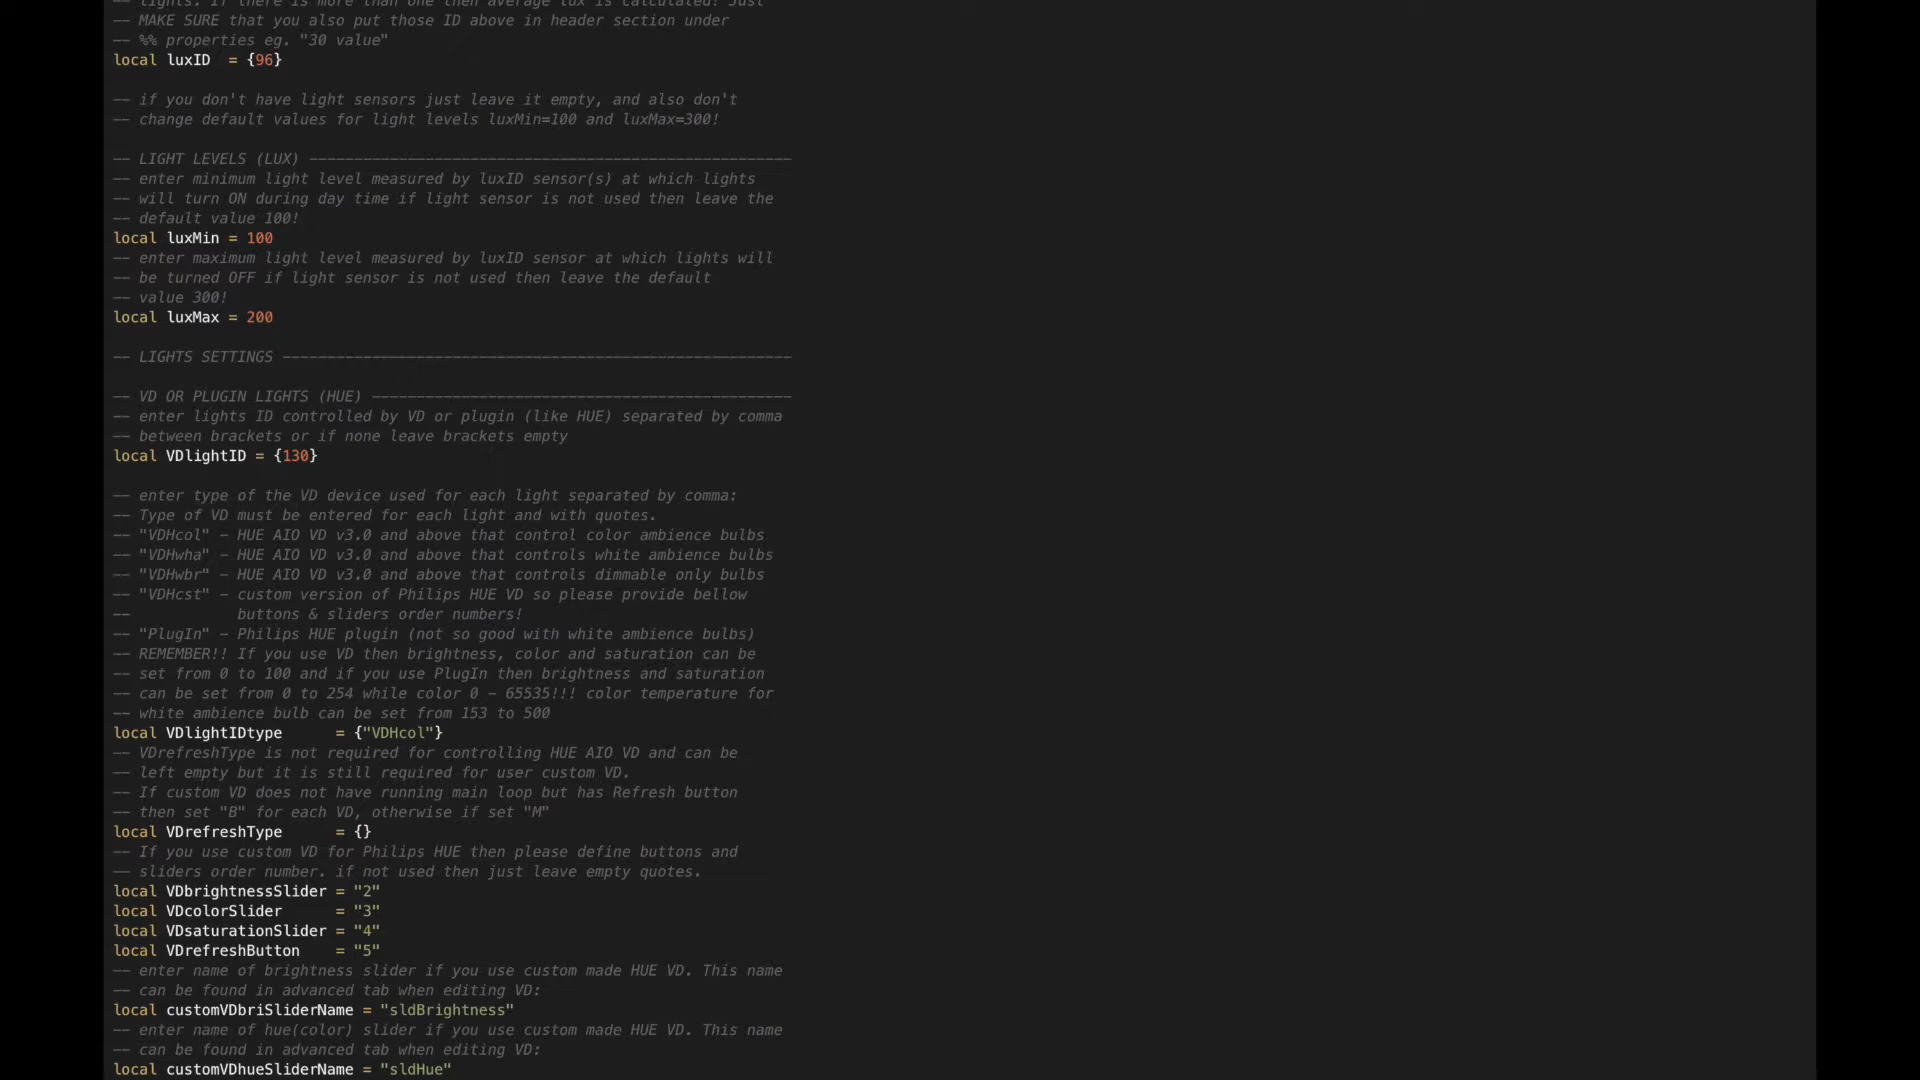 -- lights. If there is more than one then average lux is calculated! Just
-- MAKE SURE that you also put those ID above in header section under
-- %% properties eg. "30 value"
local luxID  = {96}
-- if you don't have light sensors just leave it empty, and also don't
-- change default values for light levels luxMin=100 and luxMax=300!
-- LIGHT LEVELS (LUX) ------------------------------------------------------
-- enter minimum light level measured by luxID sensor(s) at which lights
-- will turn ON during day time if light sensor is not used then leave the
-- default value 100!
local luxMin = 100
-- enter maximum light level measured by luxID sensor at which lights will
-- be turned OFF if light sensor is not used then leave the default
-- value 300!
local luxMax = 200
-- LIGHTS SETTINGS ---------------------------------------------------------
-- VD OR PLUGIN LIGHTS (HUE) -----------------------------------------------
-- enter lights ID controlled by VD or plugin (like HUE) separated by comma
-- between brackets or if none leave brackets empty
local VDlightID = {130}
-- enter type of the VD device used for each light separated by comma:
-- Type of VD must be entered for each light and with quotes.
-- "VDHcol" - HUE AIO VD v3.0 and above that control color ambience bulbs
-- "VDHwha" - HUE AIO VD v3.0 and above that controls white ambience bulbs
-- "VDHwbr" - HUE AIO VD v3.0 and above that controls dimmable only bulbs
-- "VDHcst" - custom version of Philips HUE VD so please provide bellow
--            buttons & sliders order numbers!
-- "PlugIn" - Philips HUE plugin (not so good with white ambience bulbs)
-- REMEMBER!! If you use VD then brightness, color and saturation can be
-- set from 0 to 100 and if you use PlugIn then brightness and saturation
-- can be set from 0 to 254 while color 0 - 65535!!! color temperature for
-- white ambience bulb can be set from 153 to 500
local VDlightIDtype      = {"VDHcol"}
-- VDrefreshType is not required for controlling HUE AIO VD and can be
-- left empty but it is still required for user custom VD.
-- If custom VD does not have running main loop but has Refresh button
-- then set "B" for each VD, otherwise if set "M"
local VDrefreshType      = {}
-- If you use custom VD for Philips HUE then please define buttons and
-- sliders order number. if not used then just leave empty quotes.
local VDbrightnessSlider = "2"
local VDcolorSlider      = "3"
local VDsaturationSlider = "4"
local VDrefreshButton    = "5"
-- enter name of brightness slider if you use custom made HUE VD. This name
-- can be found in advanced tab when editing VD:
local customVDbriSliderName = "sldBrightness"
-- enter name of hue(color) slider if you use custom made HUE VD. This name
-- can be found in advanced tab when editing VD:
local customVDhueSliderName = "sldHue"